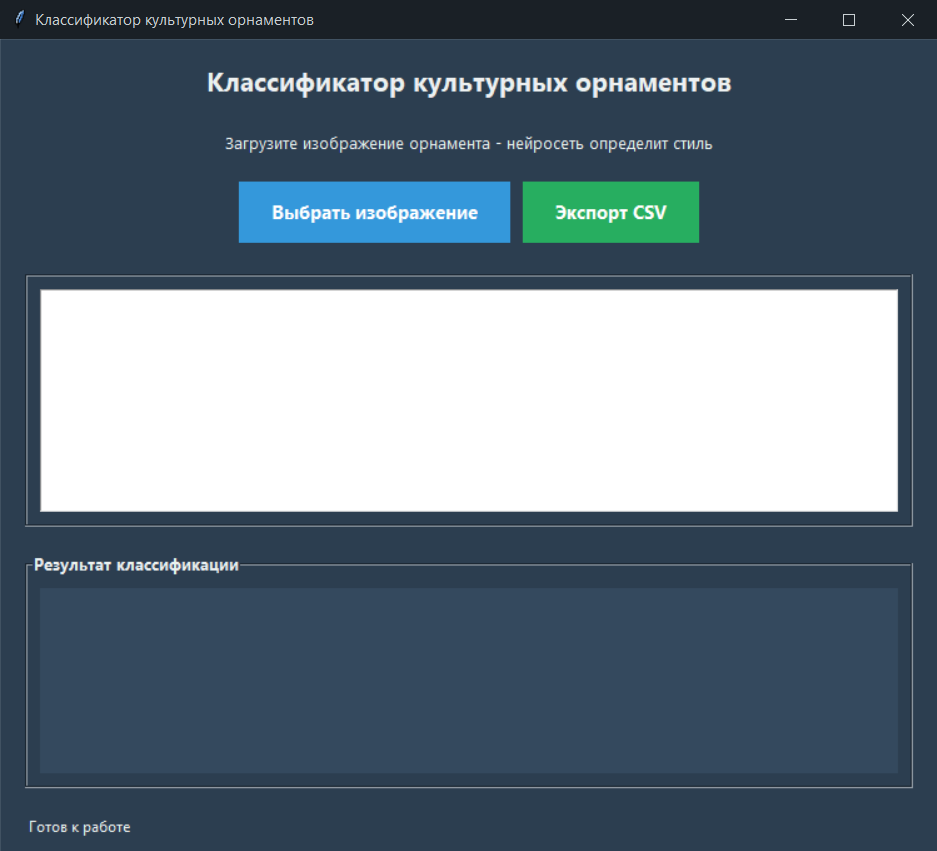 Классификатор культурных орнаментов
Классификатор культурных орнаментов
Загрузите изображение орнамента - нейросеть определит стиль
Выбрать изображение
Экспорт CSV
Результат классификации
Готов к работе